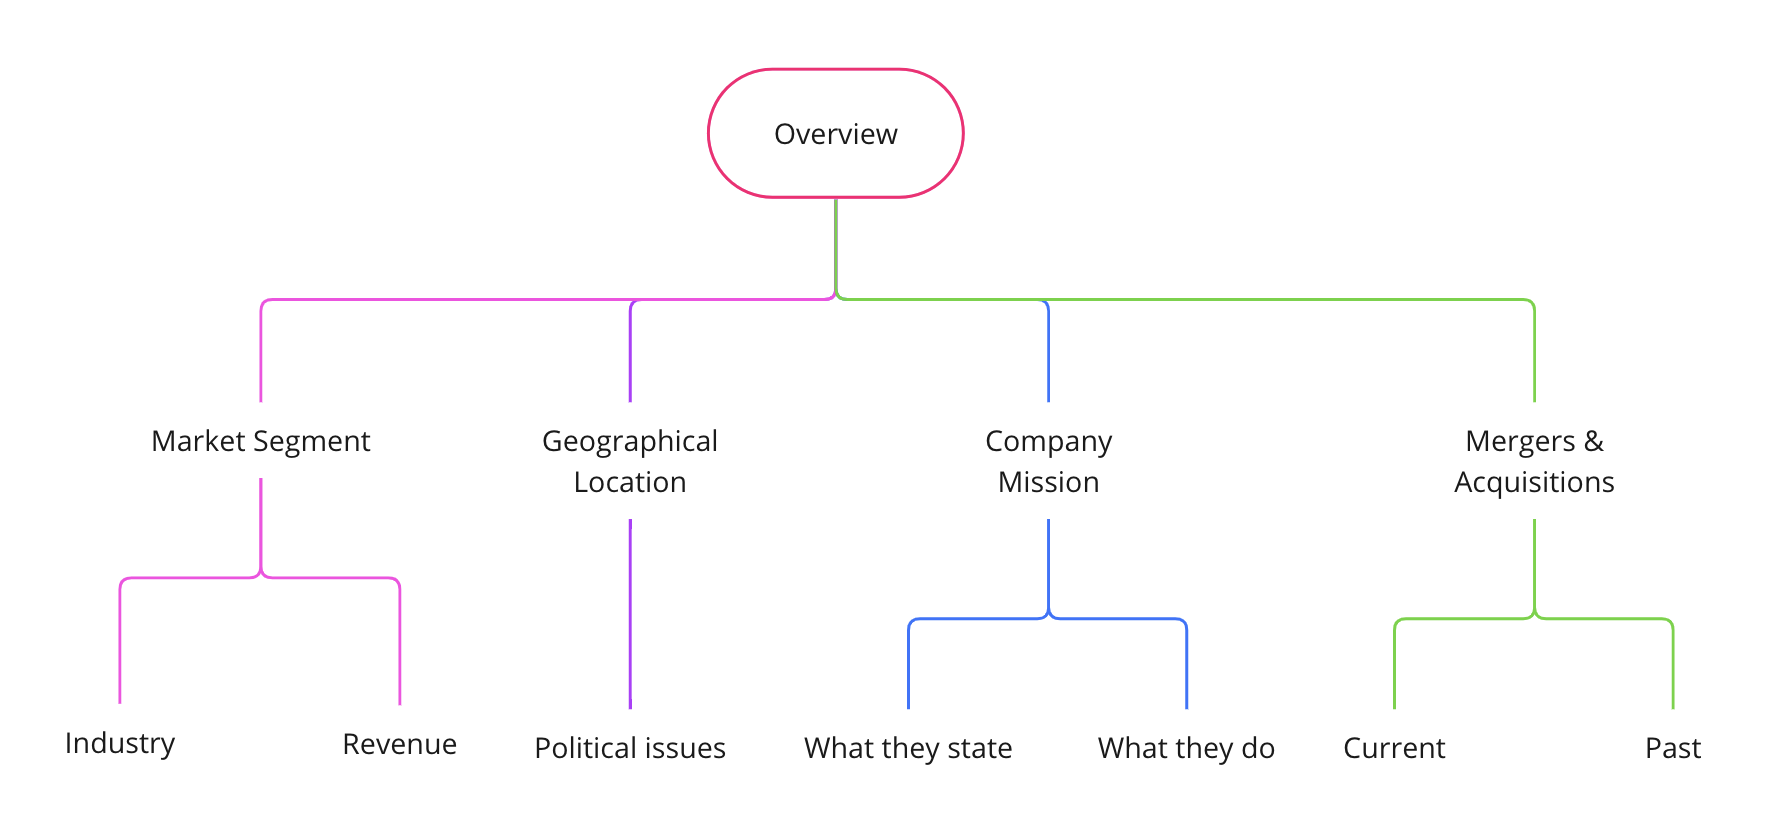 Overview
Market Segment
Geographical
Location
Company
Mission
Mergers &
Acquisitions
Industry
Revenue
Political issues
What they state
What they do
Current
Past